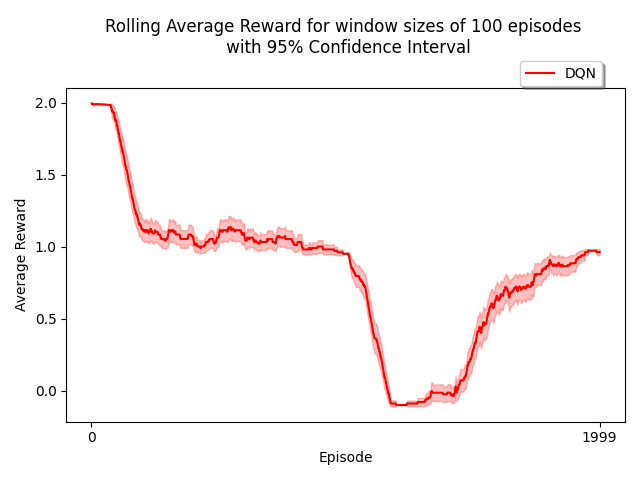 Rolling Average Reward for window sizes of 100 episodes
with 95% Confidence Interval
DQN
2.0
1.5
1.0
0.5
0.0
Average Reward
0
1999
Episode